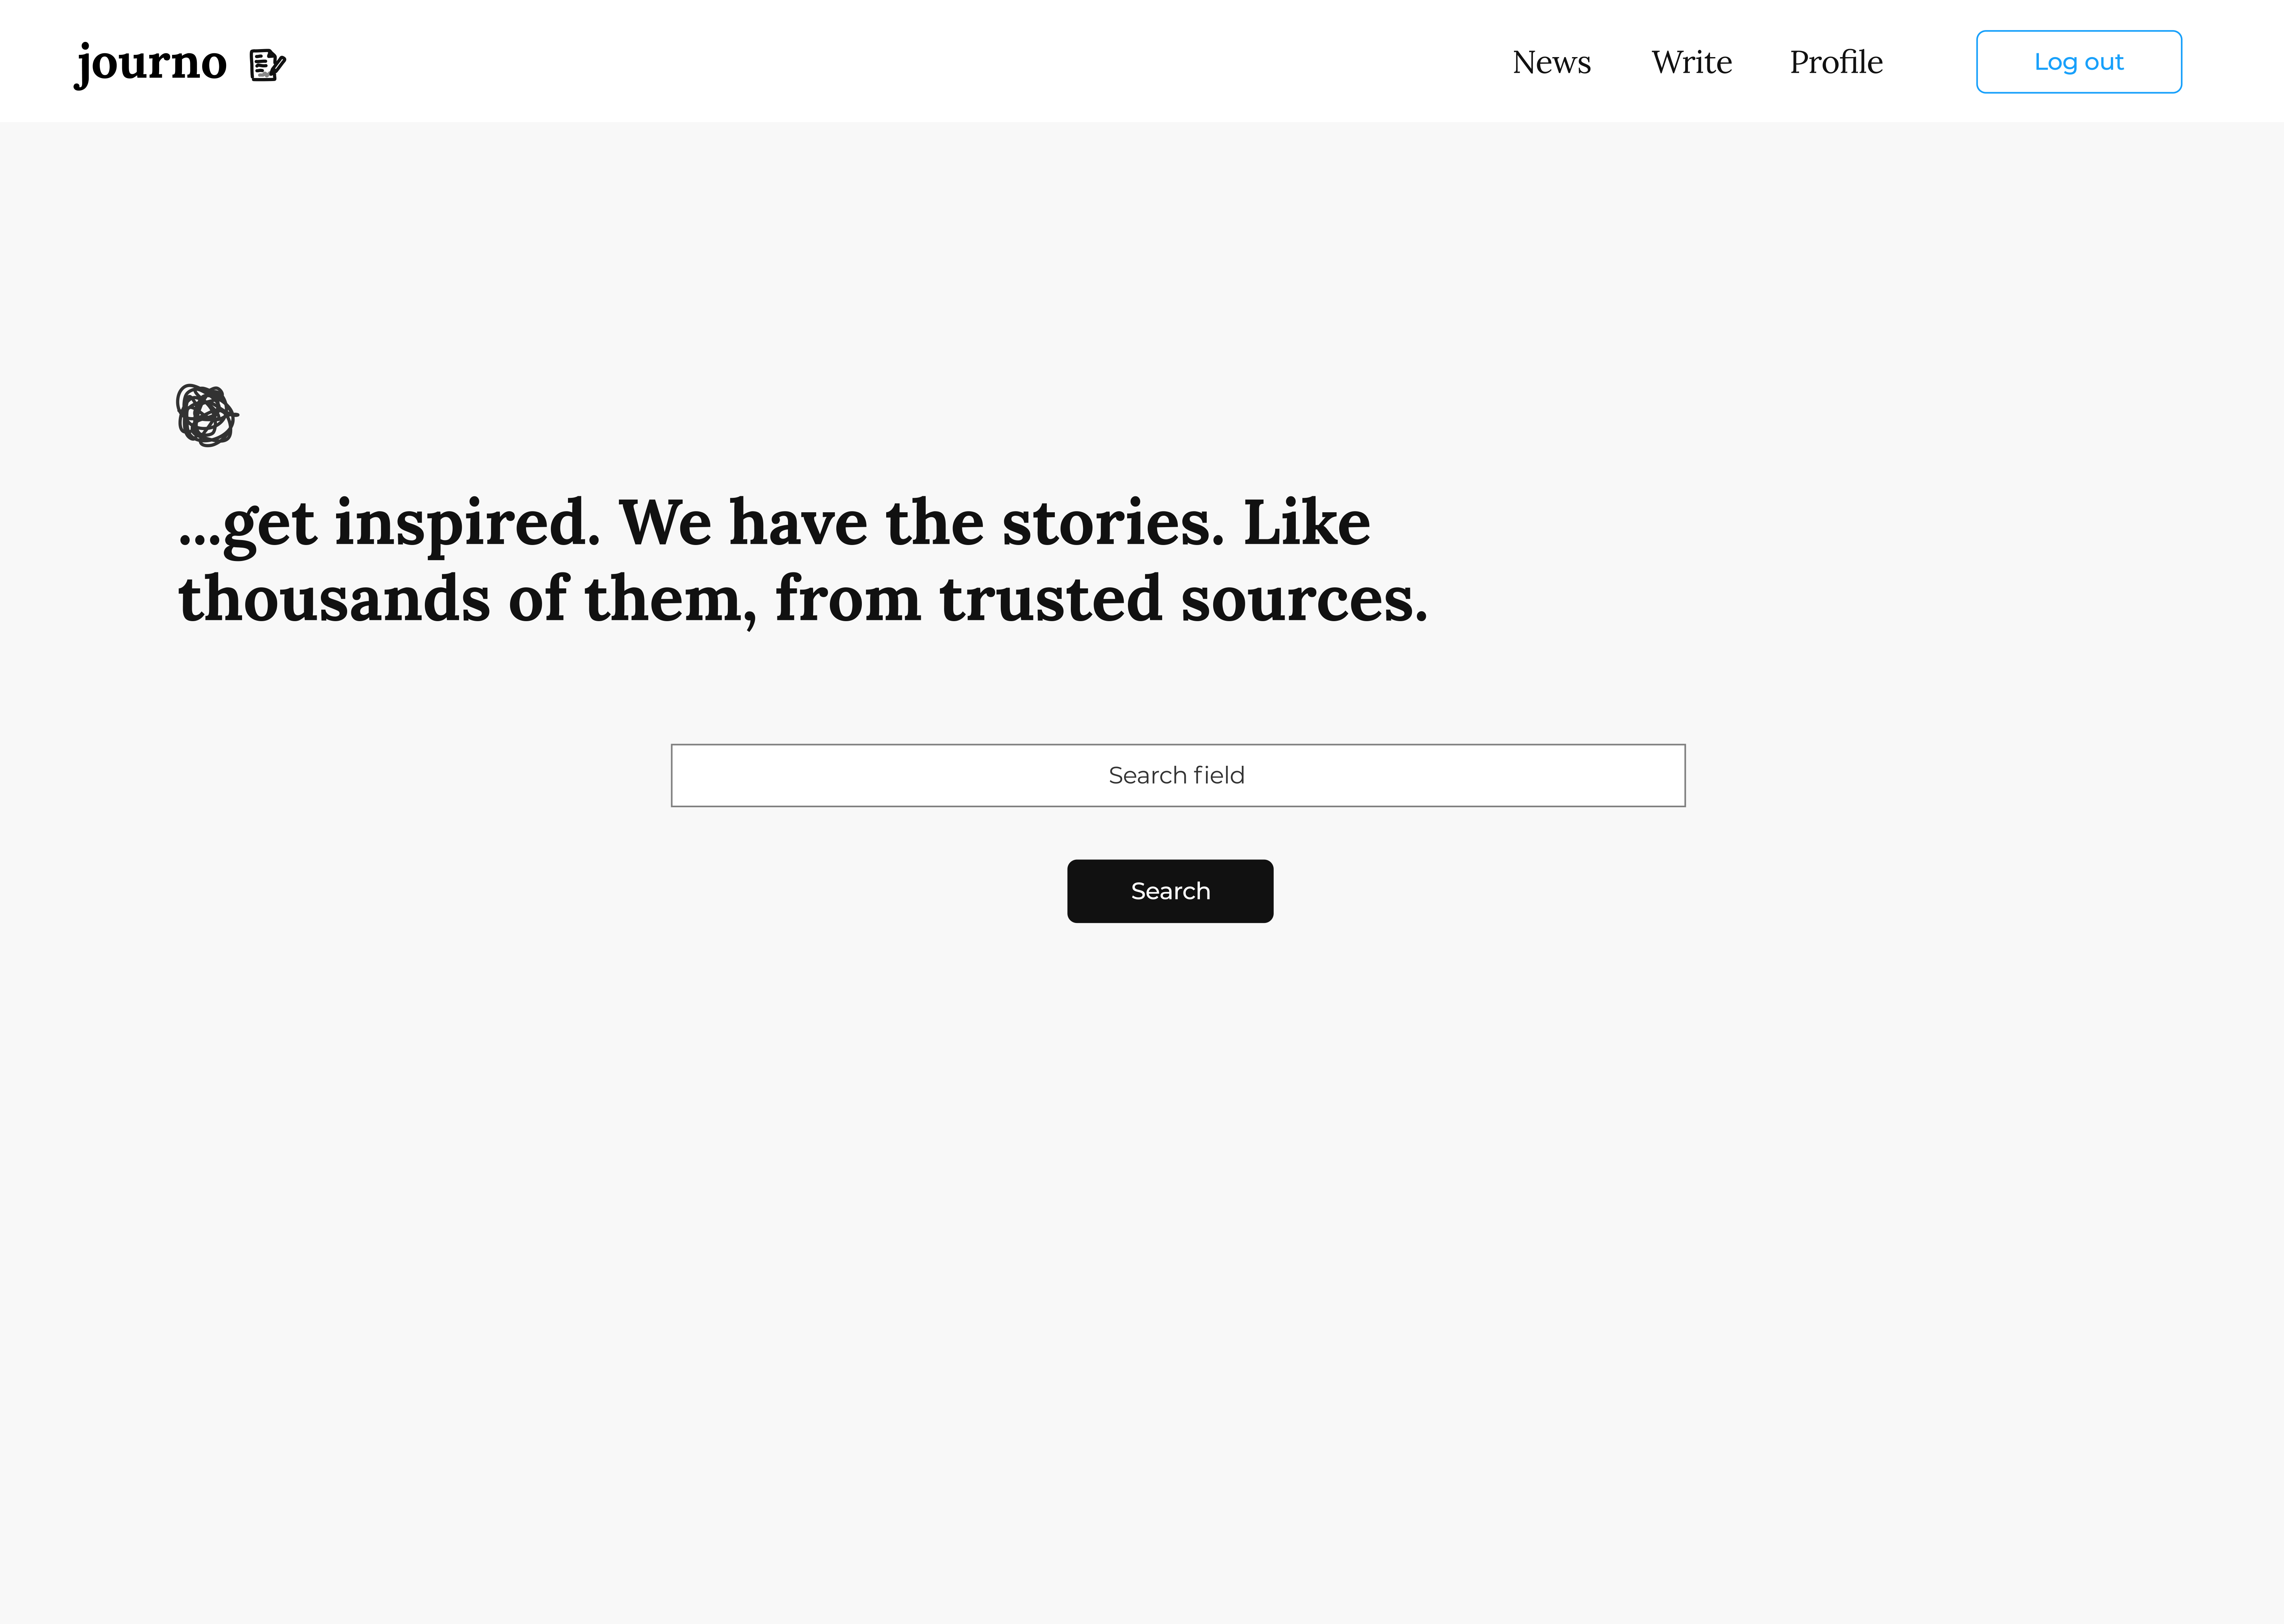 journo
News
Write
Profile
Log out
...get inspired. We have the stories. Like
thousands of them, from trusted sources.
Search field
Search